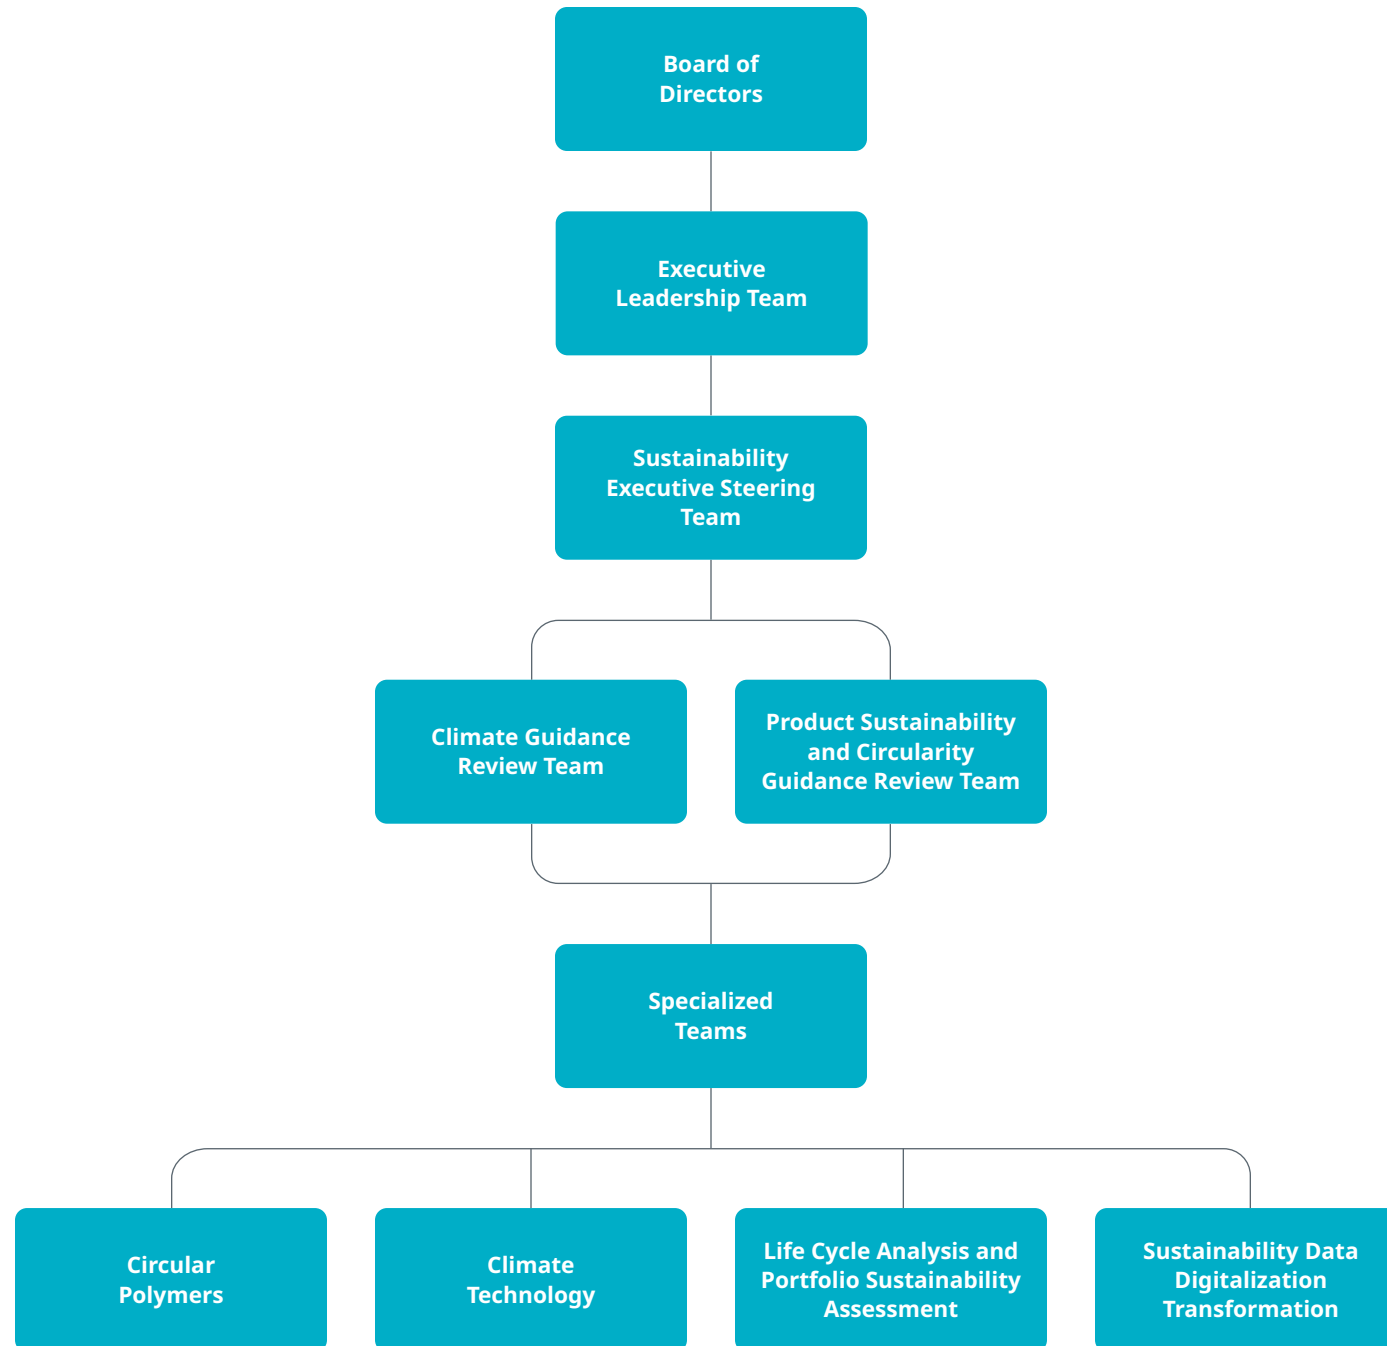 Board of
Directors
Executive
Leadership Team
Sustainability
Executive Steering
Team
Climate Guidance
Review Team
Product Sustainability
and Circularity
Guidance Review Team
Specialized
Teams
Circular
Polymers
Climate
Technology
Life Cycle Analysis and
Portfolio Sustainability
Assessment
Sustainability Data
Digitalization
Transformation